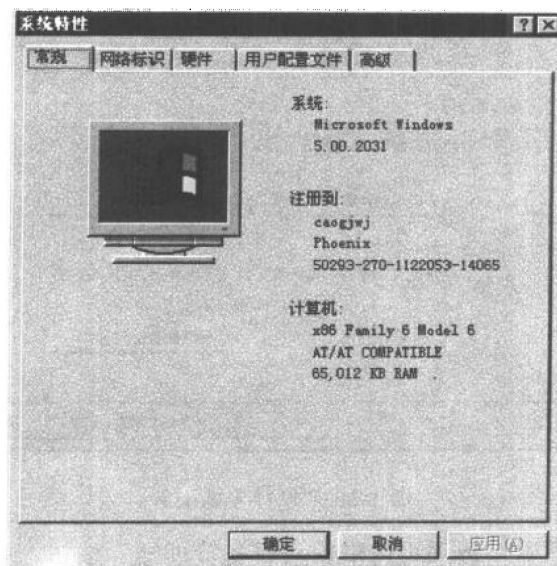 系统特性
常规 网络标识 硬件 用户配置文件 高级
系统:
Microsoft Windows
5.00.2031
注册到:
caogjwj
Phoenix
50293-270-1122053-14065
计算机:
x86 Family 6 Model 6
AT/AT COMPATIBLE
65,012 KB RAM
确定 取消 应用(A)